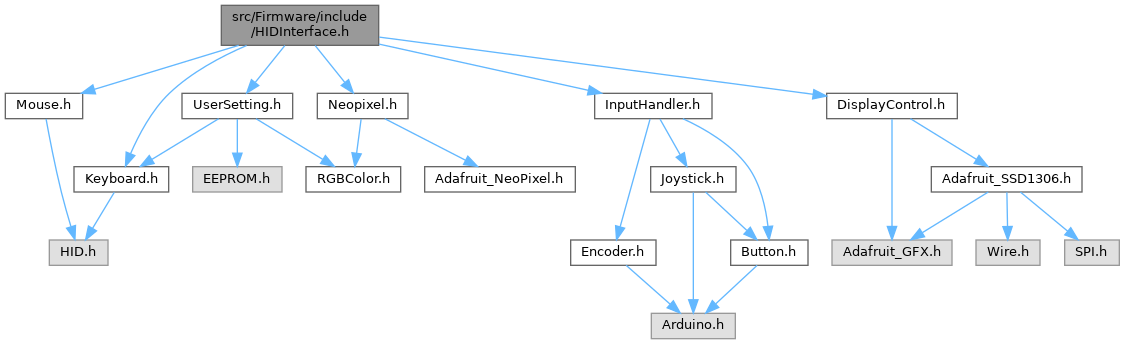 src/Firmware/include
/HIDInterface.h
Mouse.h
UserSetting.h
Neopixel.h
InputHandler.h
DisplayControl.h
Keyboard.h
EEPROM.h
RGBColor.h
Adafruit_NeoPixel.h
Joystick.h
Adafruit_SSD1306.h
HID.h
Encoder.h
Button.h
Adafruit_GFX.h
Wire.h
SPI.h
Arduino.h